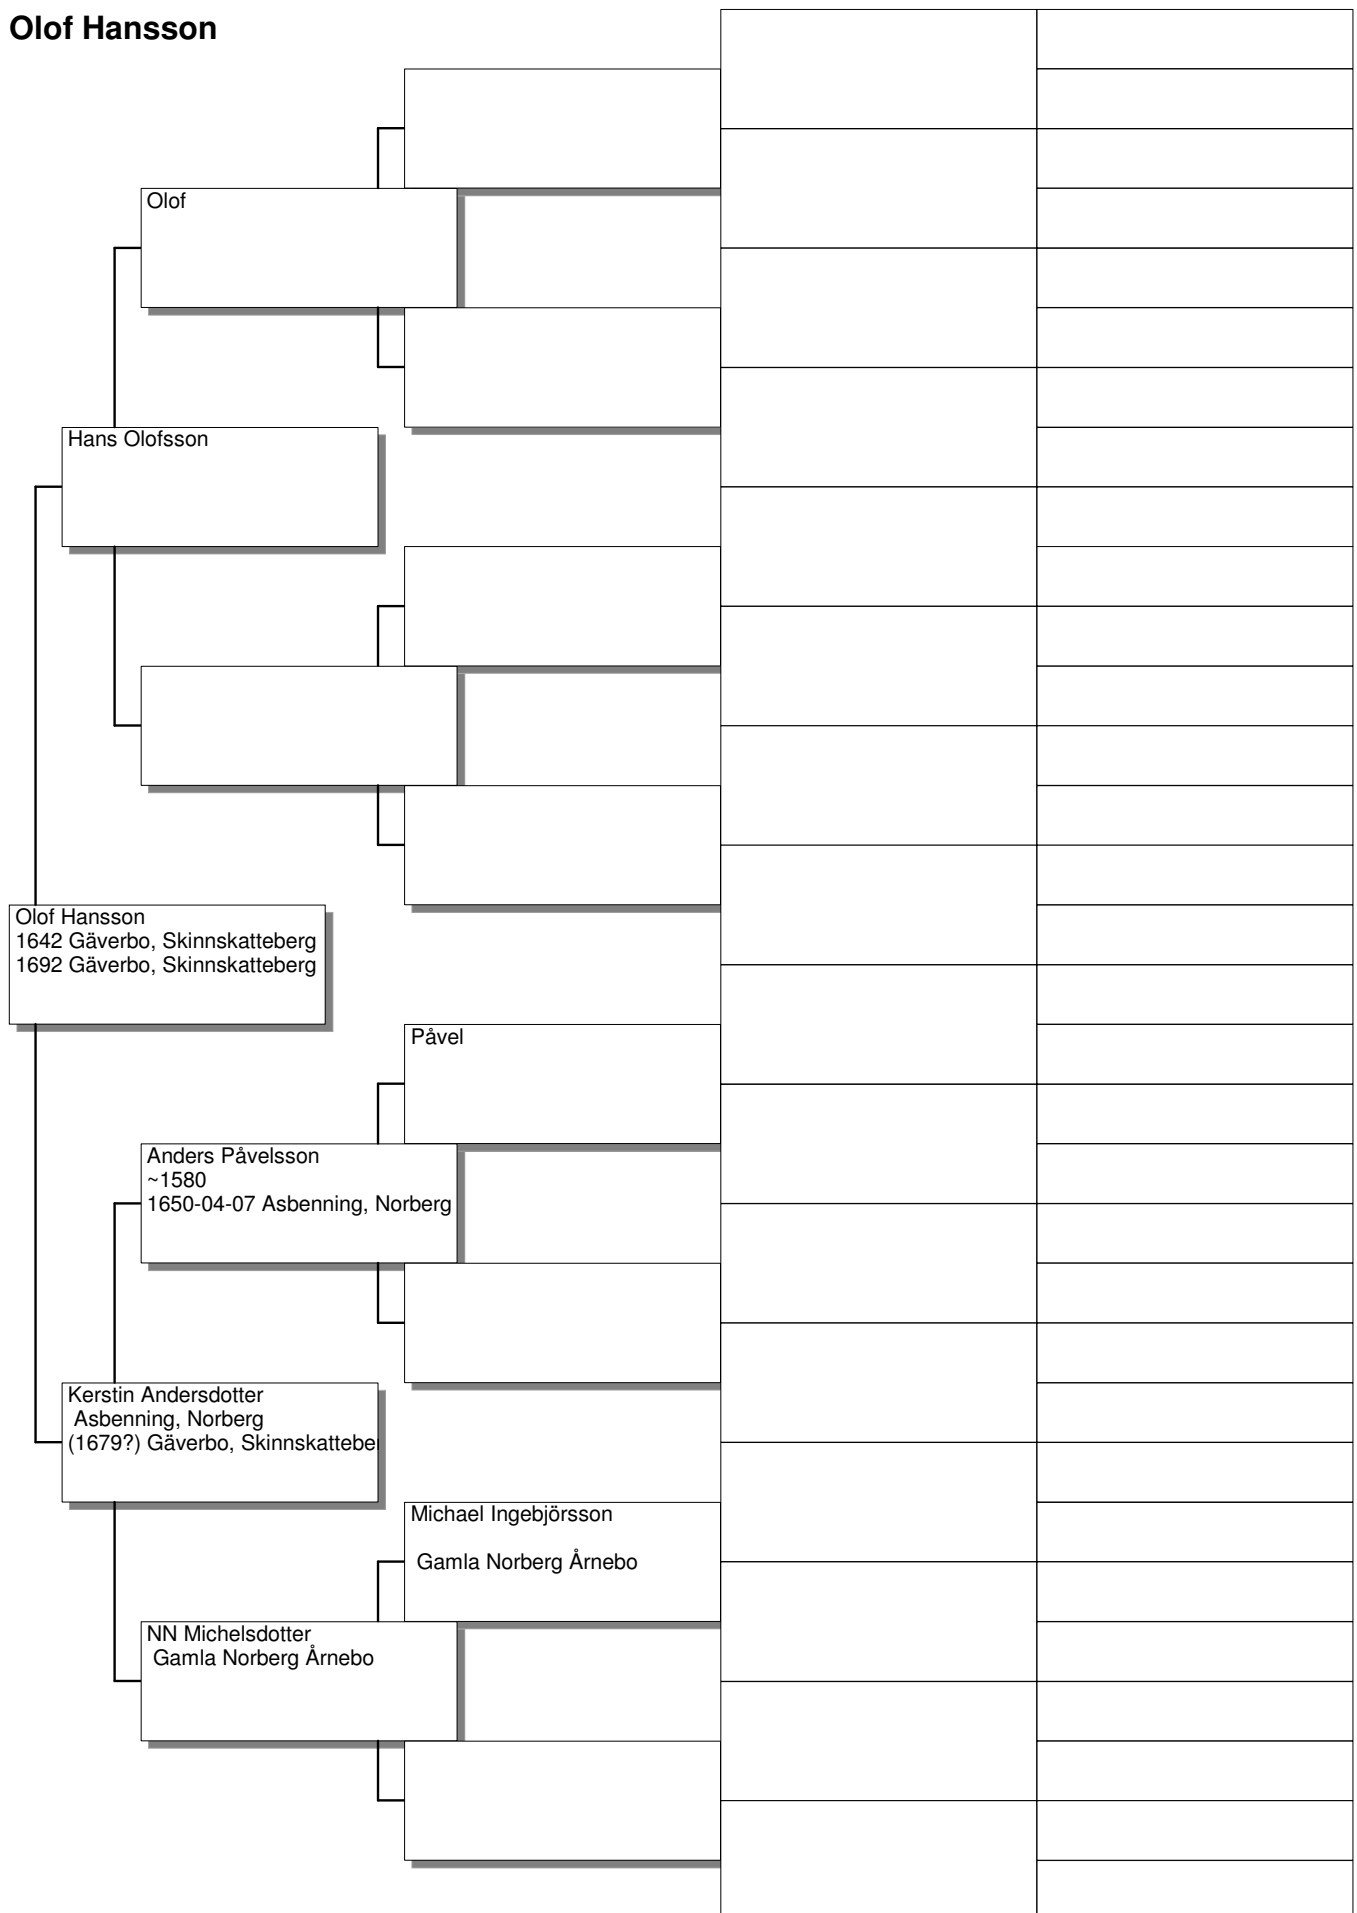 Olof Hansson
Olof
Hans Olofsson
Olof Hansson
1642 Gäverbo, Skinnskatteberg
1692 Gäverbo, Skinnskatteberg
Påvel
Anders Påvelsson
~1580
1650-04-07 Asbenning, Norberg
Kerstin Andersdotter
Asbenning, Norberg
(1679?) Gäverbo, Skinnskattebe
Michael Ingebjörsson
Gamla Norberg Årnebo
NN Michelsdotter
Gamla Norberg Årnebo